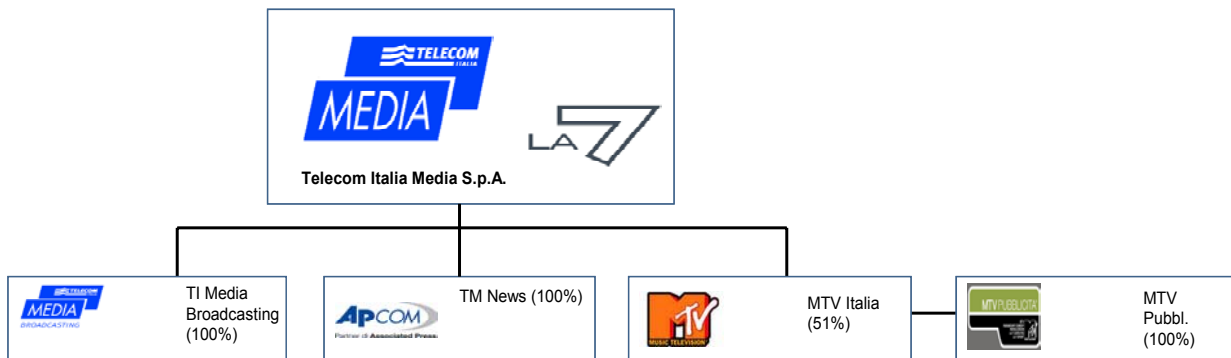 TELECOM
ITALIA
MEDIA
LA 7
Telecom Italia Media S.p.A.
MEDIA
BROADCASTING
TI Media
Broadcasting
(100%)
APCOM
Partner di Associated Press
TM News (100%)
MTV
MUSIC TELEVISION
MTV Italia
(51%)
MTV PUBBLICITA'
MTV
Pubbl.
(100%)